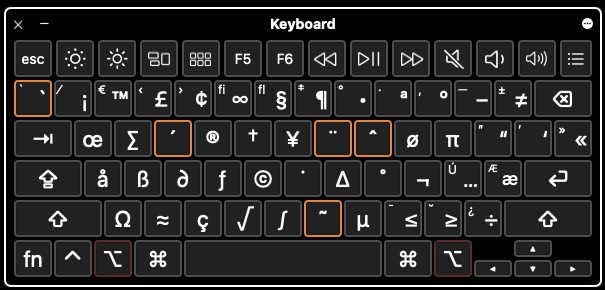 Keyboard
esc F5 F6
` ` ⁄ ¡ € ™ ‹ £ › ¢ ﬁ ∞ ﬂ § ‡ ¶ ° • · ª ‚ º — – ± ≠
œ ∑ ´ ® † ¥ ¨ ˆ ø π ” “ ’ ‘ » «
å ß ∂ ƒ © ˙ ∆ ˚ ¬ Ú … Æ æ
Ω ≈ ç √ ∫ ˜ µ ¯ ≤ ˘ ≥ ¿ ÷
fn ⌃ ⌥ ⌘ ⌘ ⌥